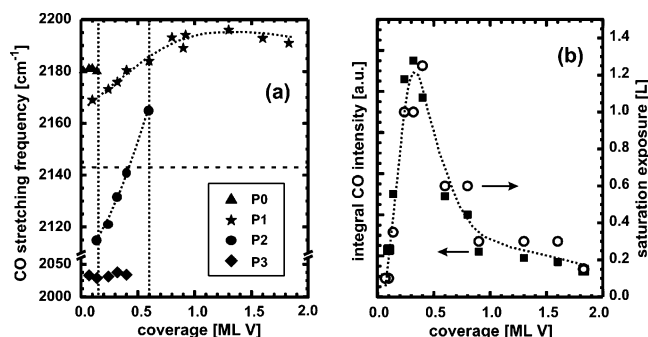 2200
2180
2160
2140
2120
2050
2000
CO stretching frequency [cm-1]
(a)
P0
P1
P2
P3
0.0 0.5 1.0 1.5 2.0
coverage [ML V]
(b)
integral CO intensity [a.u.]
1.4
1.2
1.0
0.8
0.6
0.4
0.2
0.0
saturation exposure [L]
0.0 0.5 1.0 1.5 2.0
coverage [ML V]